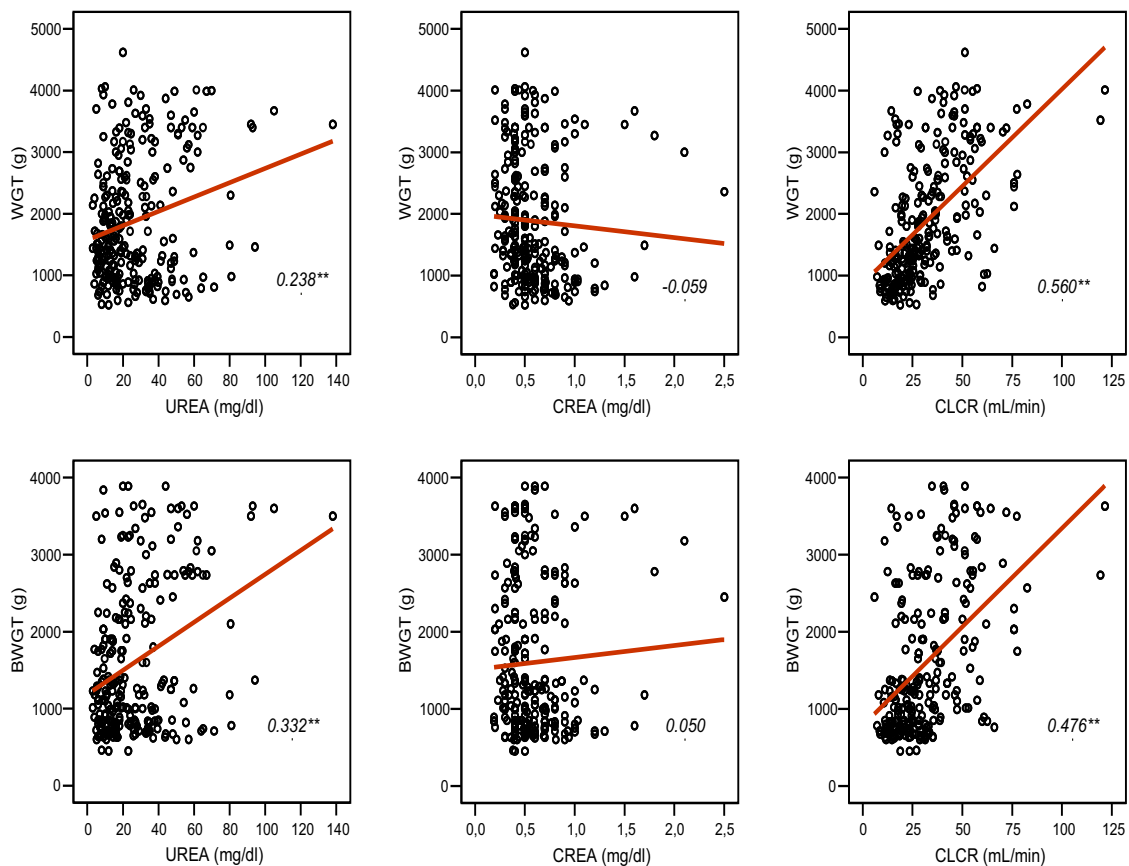 5000
4000
3000
2000
1000
0
WGT (g)
0.238**
0 20 40 60 80 100 120 140
UREA (mg/dl)
5000
4000
3000
2000
1000
0
WGT (g)
-0.059
0,0 0,5 1,0 1,5 2,0 2,5
CREA (mg/dl)
5000
4000
3000
2000
1000
0
WGT (g)
0.560**
0 25 50 75 100 125
CLCR (mL/min)
4000
3000
2000
1000
0
BWGT (g)
0.332**
0 20 40 60 80 100 120 140
UREA (mg/dl)
4000
3000
2000
1000
0
BWGT (g)
0.050
0,0 0,5 1,0 1,5 2,0 2,5
CREA (mg/dl)
4000
3000
2000
1000
0
BWGT (g)
0.476**
0 25 50 75 100 125
CLCR (mL/min)